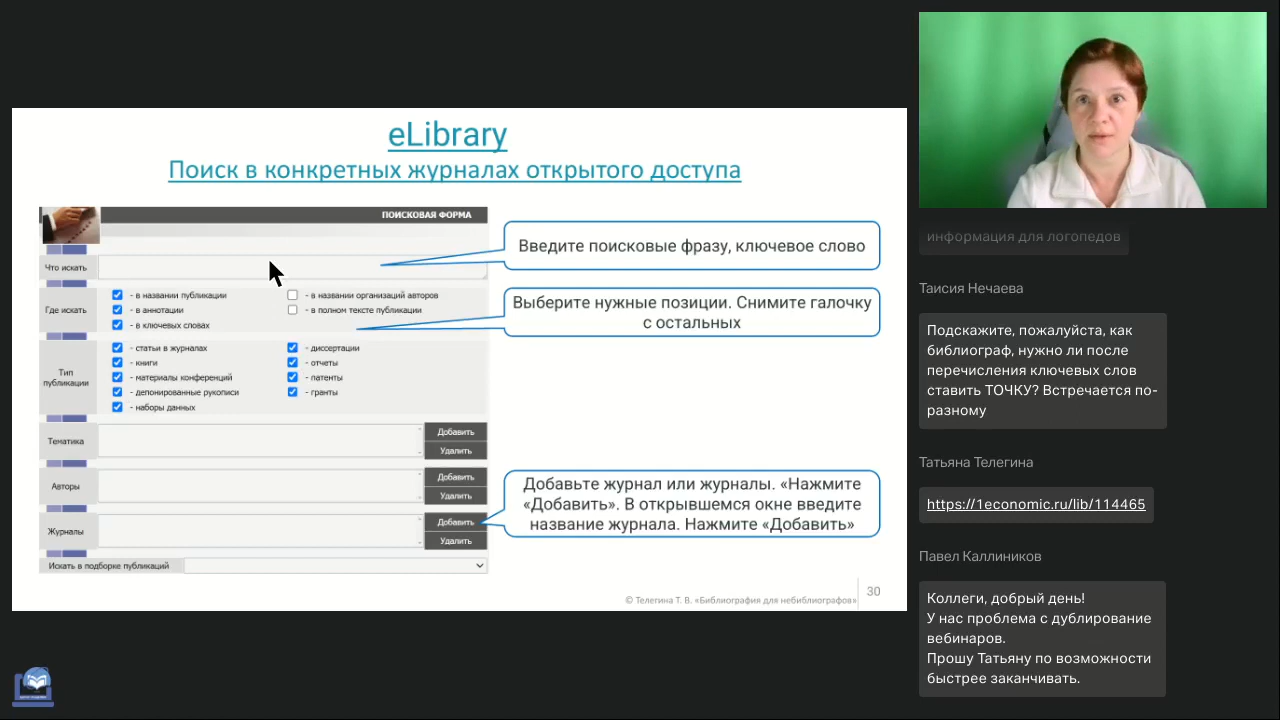 eLibrary
Поиск в конкретных журналах открытого доступа
ПОИСКОВАЯ ФОРМА
Что искать
Где искать
- в названии публикации
- в названии организаций авторов
- в аннотации
- в полном тексте публикации
- в ключевых словах
Тип
публикации
- статьи в журналах
- диссертации
- книги
- отчеты
- материалы конференций
- патенты
- депонированные рукописи
- гранты
- наборы данных
Тематика
Добавить
Удалить
Авторы
Добавить
Удалить
Журналы
Добавить
Удалить
Искать в подборке публикаций
Введите поисковые фразу, ключевое слово
Выберите нужные позиции. Снимите галочку
с остальных
Добавьте журнал или журналы. «Нажмите
«Добавить». В открывшемся окне введите
название журнала. Нажмите «Добавить»
© Телегина Т. В. «Библиография для небиблиографов»
30
информация для логопедов
Таисия Нечаева
Подскажите, пожалуйста, как
библиограф, нужно ли после
перечисления ключевых слов
ставить ТОЧКУ? Встречается по-
разному
Татьяна Телегина
https://1economic.ru/lib/114465
Павел Каллиников
Коллеги, добрый день!
У нас проблема с дублирование
вебинаров.
Прошу Татьяну по возможности
быстрее заканчивать.